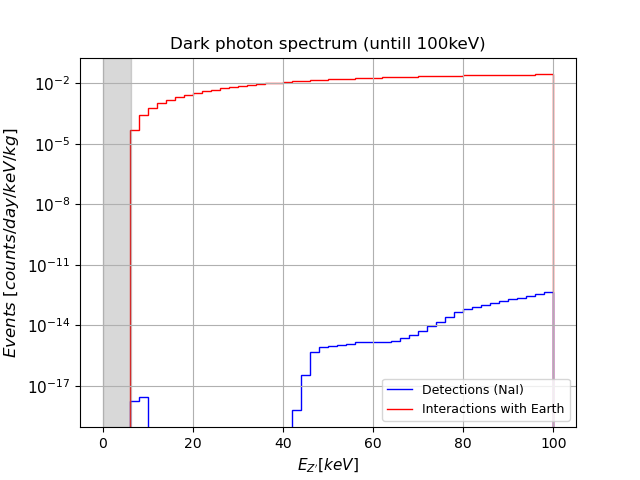 Dark photon spectrum (untill 100keV)
Events [counts/day/keV/kg]
10⁻²
10⁻⁵
10⁻⁸
10⁻¹¹
10⁻¹⁴
10⁻¹⁷
Detections (NaI)
Interactions with Earth
0 20 40 60 80 100
E_Z′[keV]